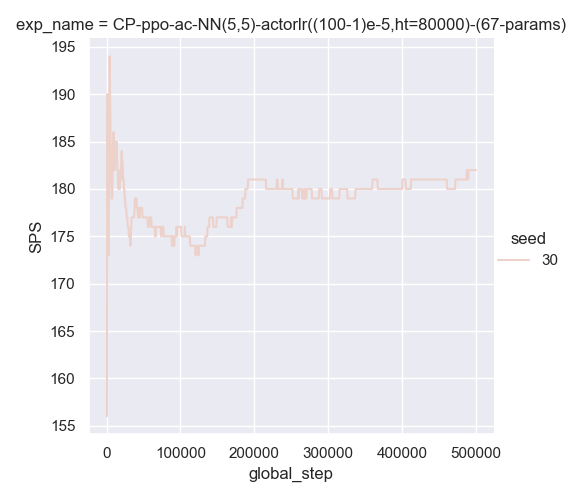 exp_name = CP-ppo-ac-NN(5,5)-actorlr((100-1)e-5,ht=80000)-(67-params)
195
190
185
180
175
170
165
160
155
SPS
0 100000 200000 300000 400000 500000
global_step
seed
30